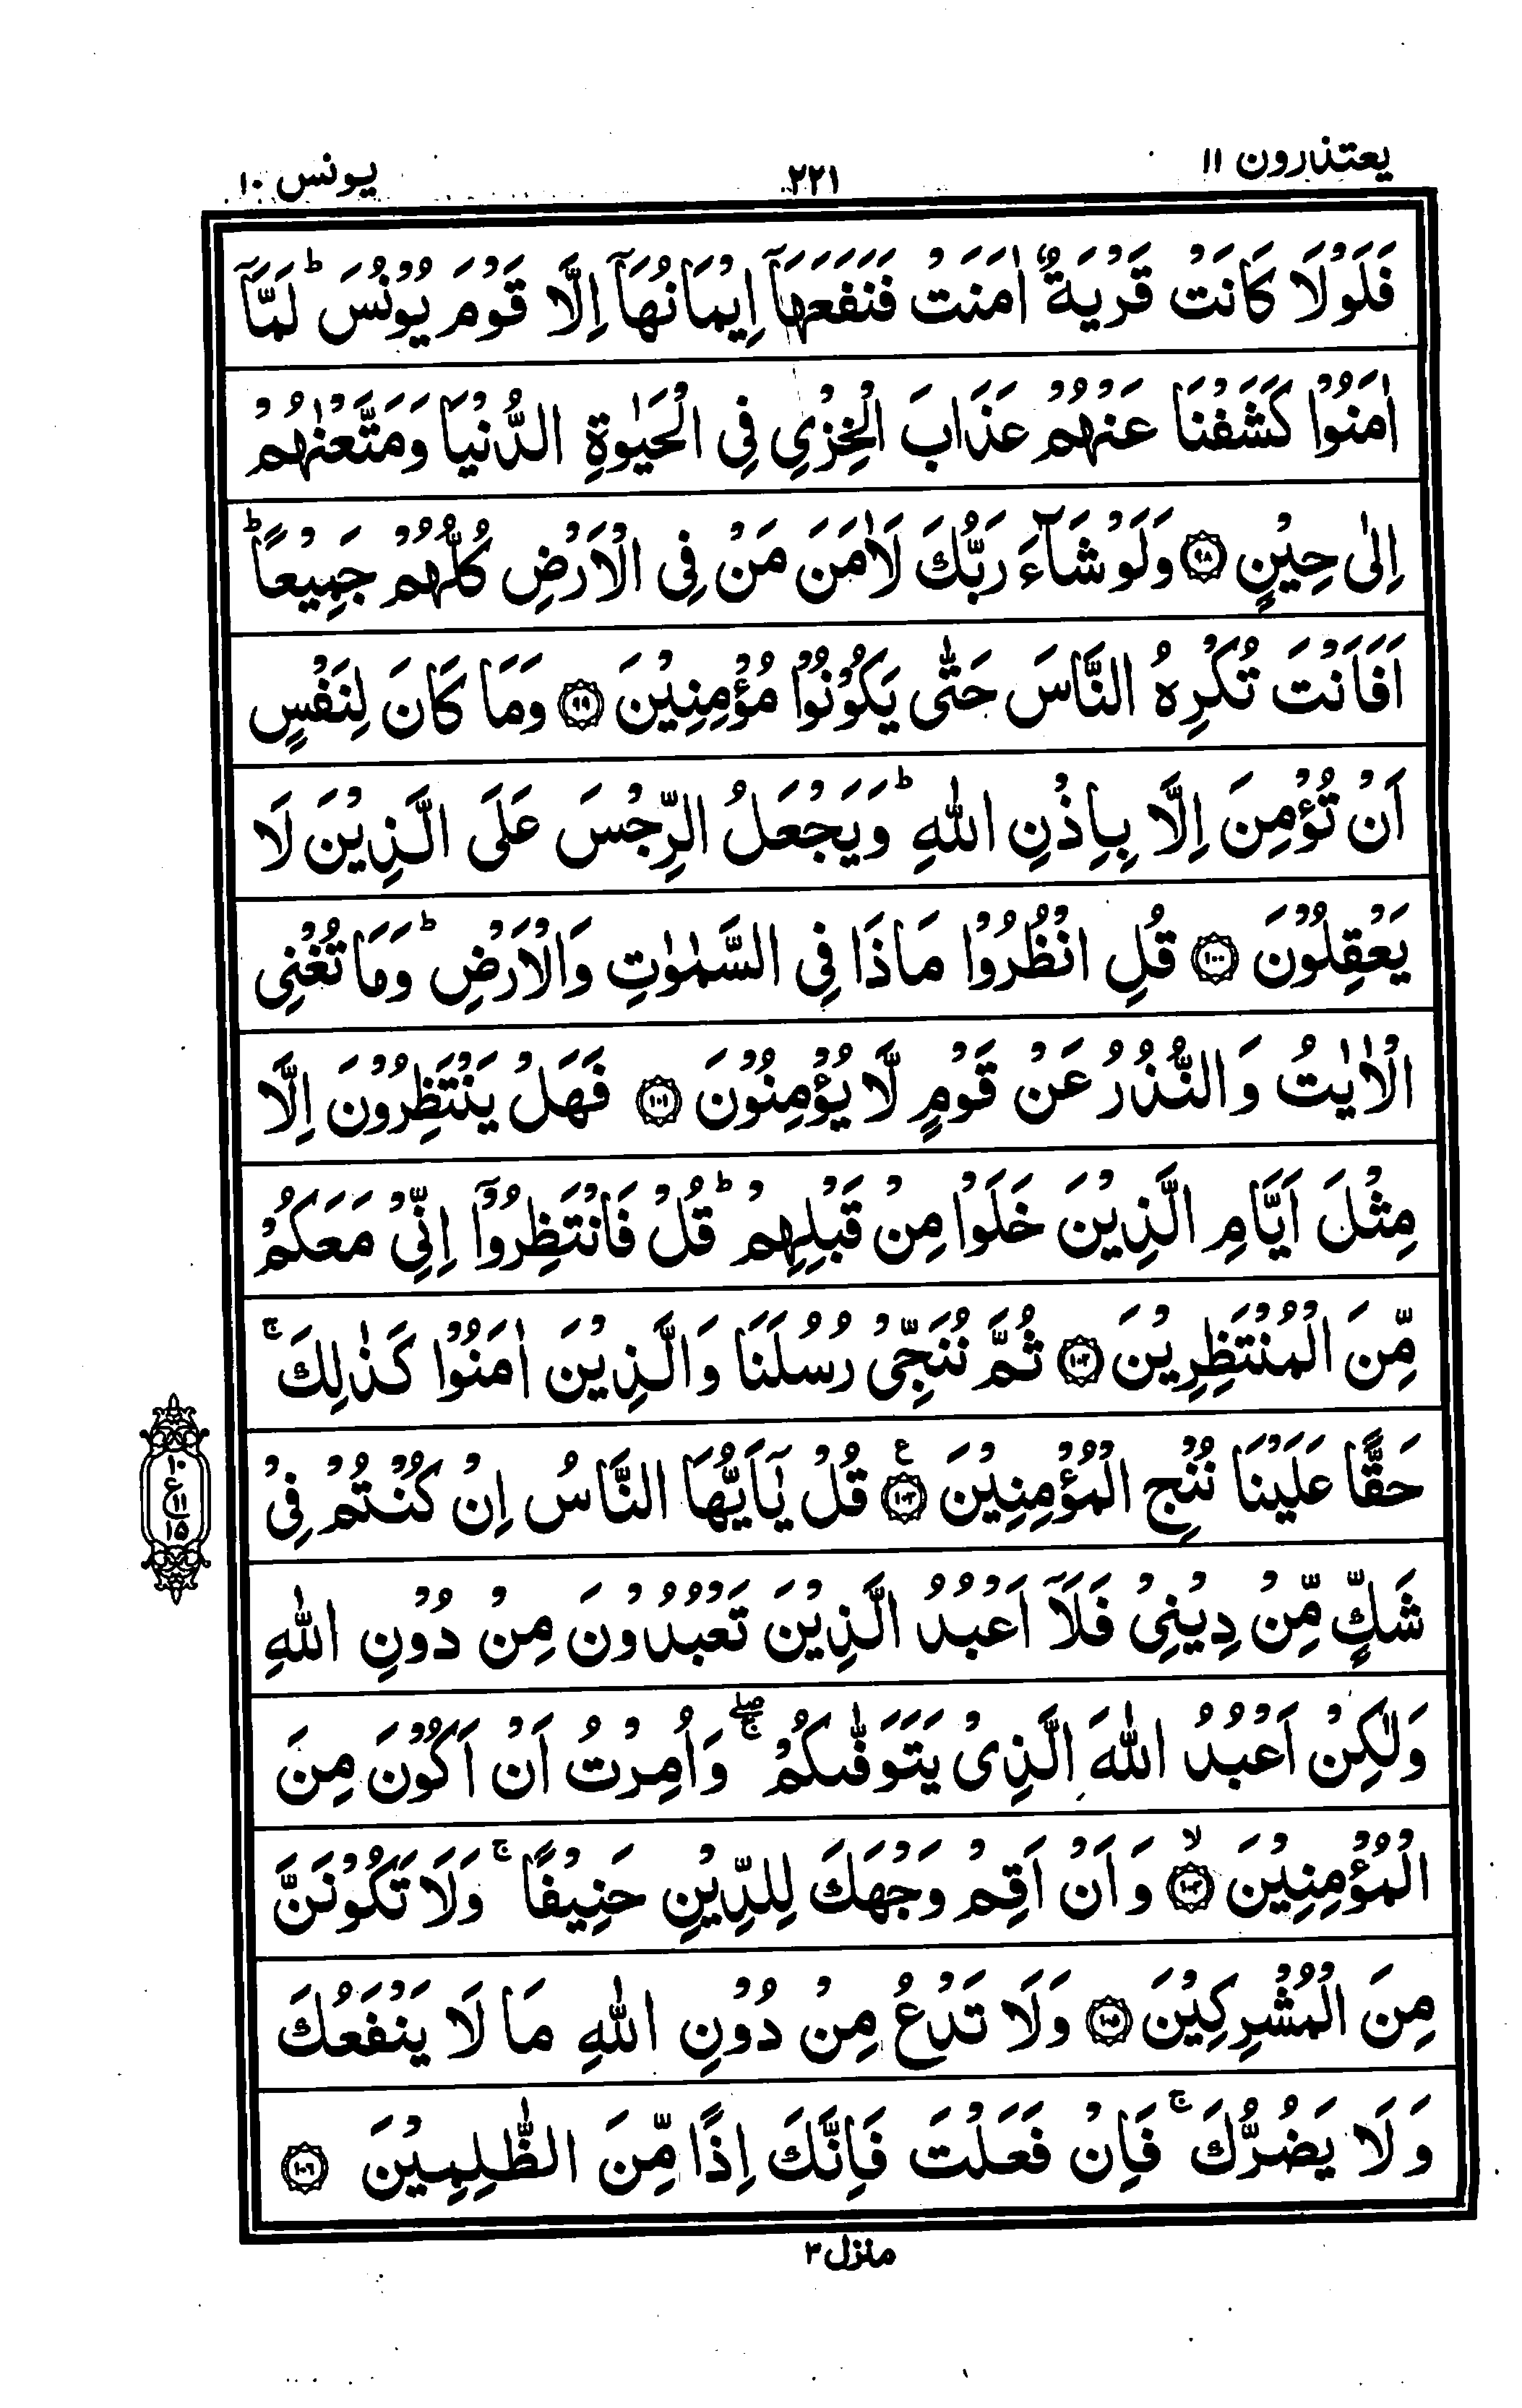 يعتذرون ١١
٢٢١
يونس ١٠
فَلَوْلَا كَانَتْ قَرْيَةٌ اٰمَنَتْ فَنَفَعَهَاۤ اِيْمَانُهَاۤ اِلَّا قَوْمَ يُوْنُسَ ؕ لَمَّاۤ
اٰمَنُوْا كَشَفْنَا عَنْهُمْ عَذَابَ الْخِزْيِ فِي الْحَيٰوةِ الدُّنْيَا وَمَتَّعْنٰهُمْ
اِلٰى حِيْنٍ ﴿٩٨﴾ وَلَوْ شَآءَ رَبُّكَ لَاٰمَنَ مَنْ فِي الْاَرْضِ كُلُّهُمْ جَمِيْعًا ؕ
اَفَاَنْتَ تُكْرِهُ النَّاسَ حَتّٰى يَكُوْنُوْا مُؤْمِنِيْنَ ﴿٩٩﴾ وَمَا كَانَ لِنَفْسٍ
اَنْ تُؤْمِنَ اِلَّا بِاِذْنِ اللّٰهِ ؕ وَيَجْعَلُ الرِّجْسَ عَلَى الَّذِيْنَ لَا
يَعْقِلُوْنَ ﴿١٠٠﴾ قُلِ انْظُرُوْا مَاذَا فِي السَّمٰوٰتِ وَالْاَرْضِ ؕ وَمَا تُغْنِي
الْاٰيٰتُ وَالنُّذُرُ عَنْ قَوْمٍ لَّا يُؤْمِنُوْنَ ﴿١٠١﴾ فَهَلْ يَنْتَظِرُوْنَ اِلَّا
مِثْلَ اَيَّامِ الَّذِيْنَ خَلَوْا مِنْ قَبْلِهِمْ ؕ قُلْ فَانْتَظِرُوْۤا اِنِّيْ مَعَكُمْ
مِّنَ الْمُنْتَظِرِيْنَ ﴿١٠٢﴾ ثُمَّ نُنَجِّيْ رُسُلَنَا وَالَّذِيْنَ اٰمَنُوْا كَذٰلِكَ ۚ
حَقًّا عَلَيْنَا نُنْجِ الْمُؤْمِنِيْنَ ﴿١٠٣﴾ ع قُلْ يٰۤاَيُّهَا النَّاسُ اِنْ كُنْتُمْ فِيْ
١٠
ع
١١
١٥
شَكٍّ مِّنْ دِيْنِيْ فَلَاۤ اَعْبُدُ الَّذِيْنَ تَعْبُدُوْنَ مِنْ دُوْنِ اللّٰهِ
وَلٰكِنْ اَعْبُدُ اللّٰهَ الَّذِيْ يَتَوَفّٰىكُمْ ۖۚ وَاُمِرْتُ اَنْ اَكُوْنَ مِنَ
الْمُؤْمِنِيْنَ ۙ﴿١٠٤﴾ وَاَنْ اَقِمْ وَجْهَكَ لِلدِّيْنِ حَنِيْفًا ۚ وَلَا تَكُوْنَنَّ
مِنَ الْمُشْرِكِيْنَ ﴿١٠٥﴾ وَلَا تَدْعُ مِنْ دُوْنِ اللّٰهِ مَا لَا يَنْفَعُكَ
وَلَا يَضُرُّكَ ۚ فَاِنْ فَعَلْتَ فَاِنَّكَ اِذًا مِّنَ الظّٰلِمِيْنَ ﴿١٠٦﴾
منزل ٣